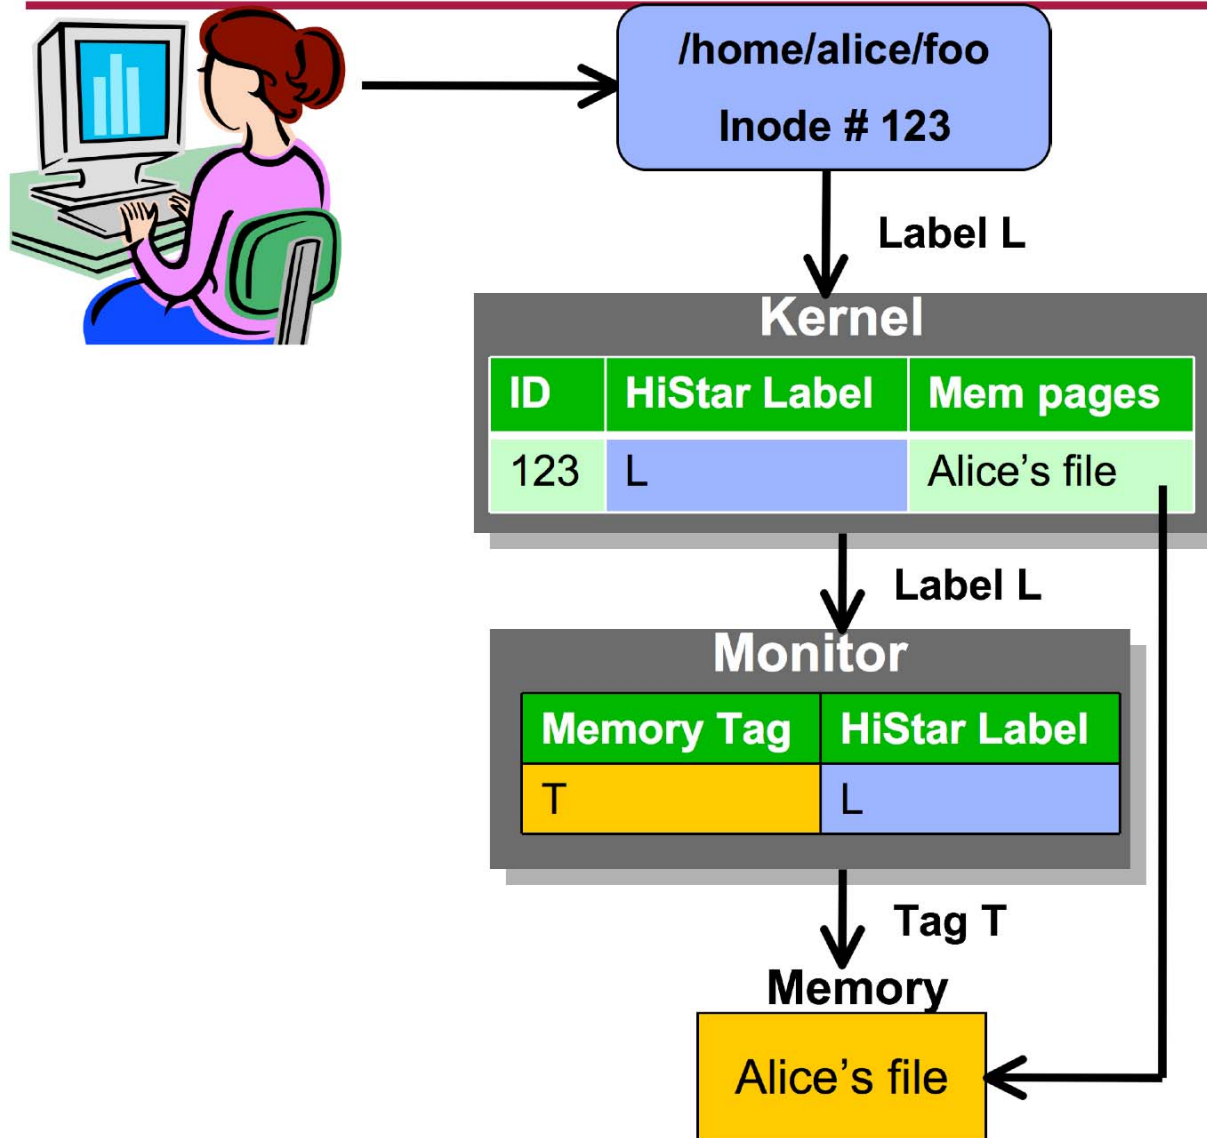 /home/alice/foo
Inode # 123
Label L
Kernel
ID HiStar Label Mem pages
123 L Alice’s file
Label L
Monitor
Memory Tag HiStar Label
T L
Tag T
Memory
Alice’s file